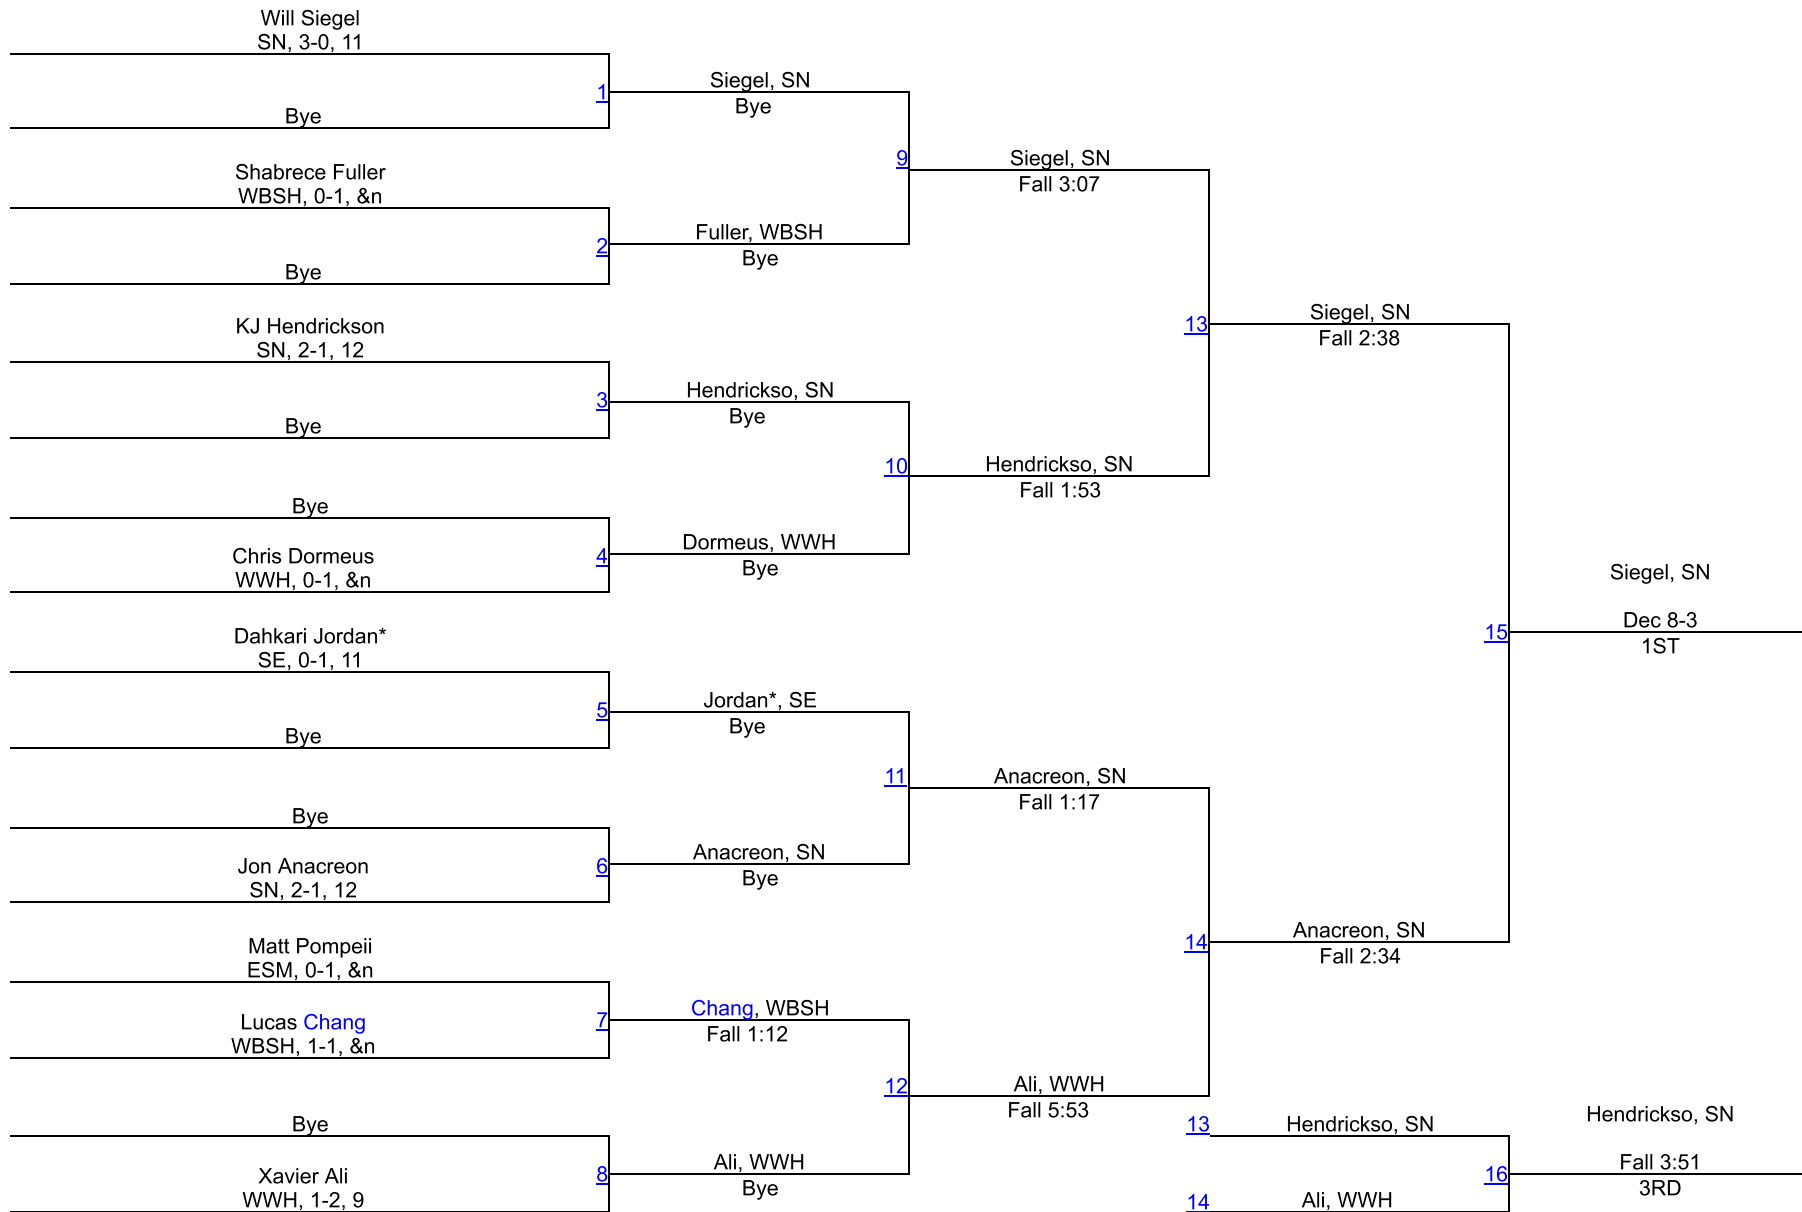 Will Siegel
SN, 3-0, 11
Bye
1
Siegel, SN
Bye
Shabrece Fuller
WBSH, 0-1, &n
Bye
2
Fuller, WBSH
Bye
9
Siegel, SN
Fall 3:07
KJ Hendrickson
SN, 2-1, 12
Bye
3
Hendrickso, SN
Bye
Bye
Chris Dormeus
WWH, 0-1, &n
4
Dormeus, WWH
Bye
10
Hendrickso, SN
Fall 1:53
13
Siegel, SN
Fall 2:38
Dahkari Jordan*
SE, 0-1, 11
Bye
5
Jordan*, SE
Bye
Bye
Jon Anacreon
SN, 2-1, 12
6
Anacreon, SN
Bye
11
Anacreon, SN
Fall 1:17
Matt Pompeii
ESM, 0-1, &n
Lucas Chang
WBSH, 1-1, &n
7
Chang, WBSH
Fall 1:12
Bye
Xavier Ali
WWH, 1-2, 9
8
Ali, WWH
Bye
12
Ali, WWH
Fall 5:53
14
Anacreon, SN
Fall 2:34
15
Siegel, SN
Dec 8-3
1ST
13
Hendrickso, SN
14
Ali, WWH
16
Hendrickso, SN
Fall 3:51
3RD